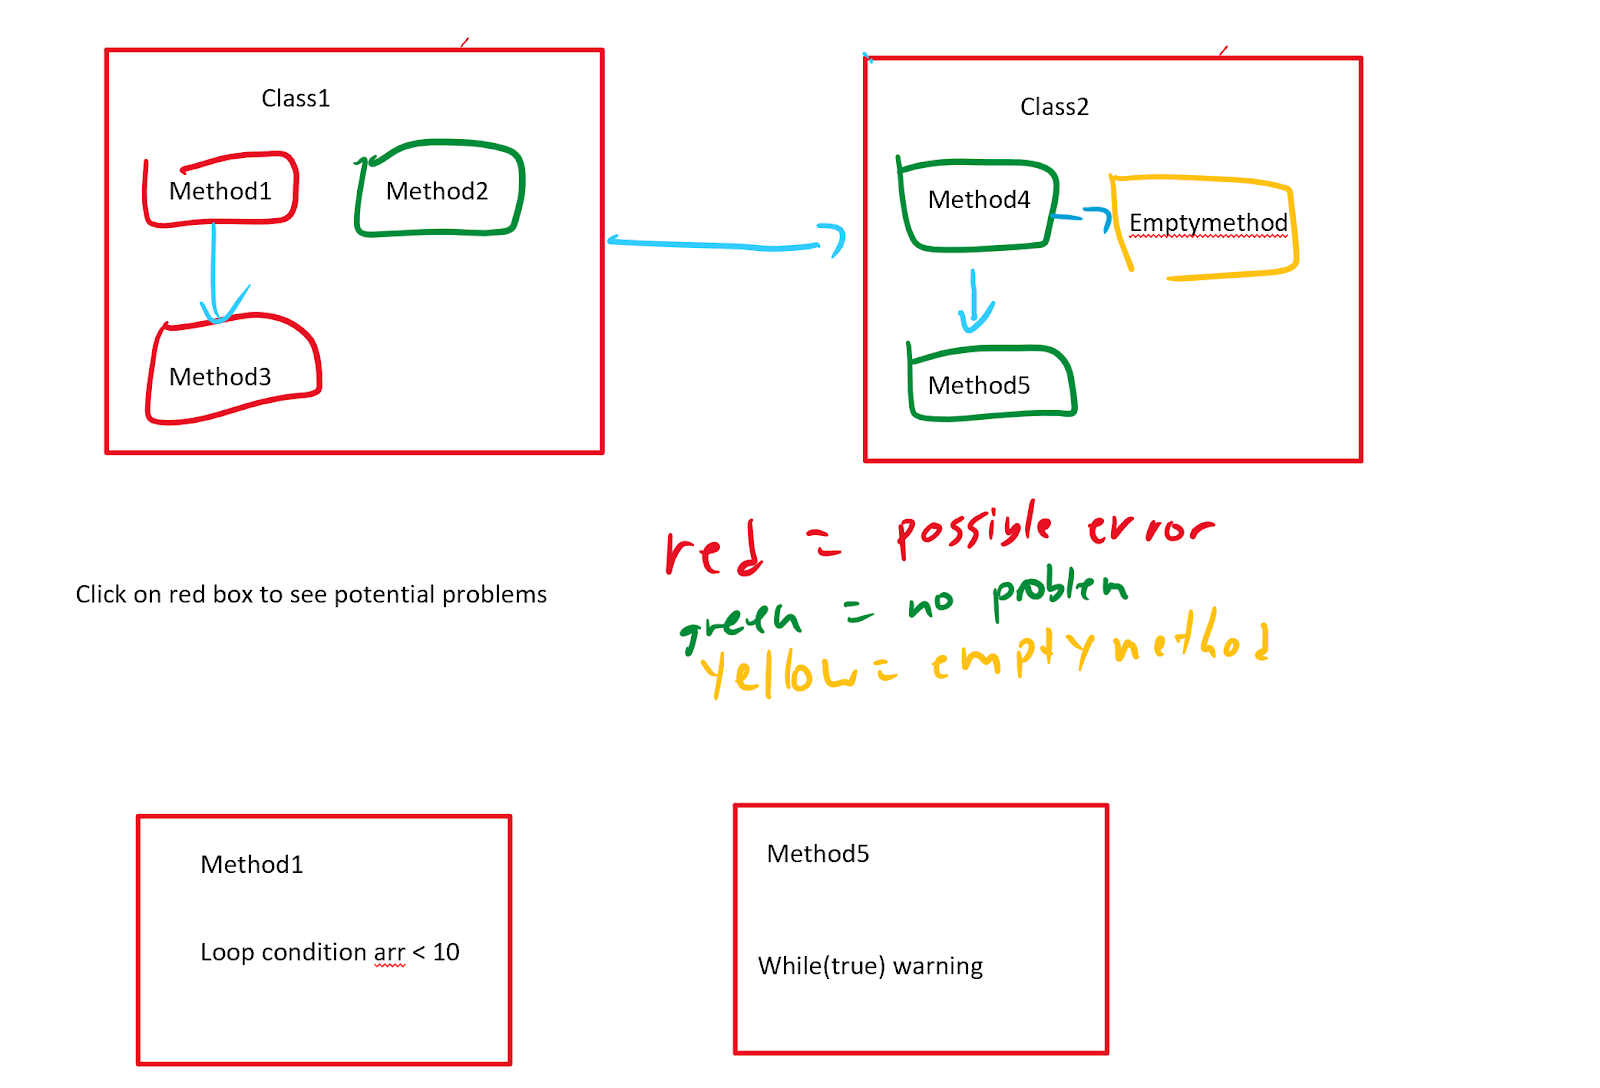 Class1
Method1
Method2
Method3
Class2
Method4
Emptymethod
Method5
red = possible error
green = no problem
yellow = empty method
Click on red box to see potential problems
Method1
Loop condition arr < 10
Method5
While(true) warning